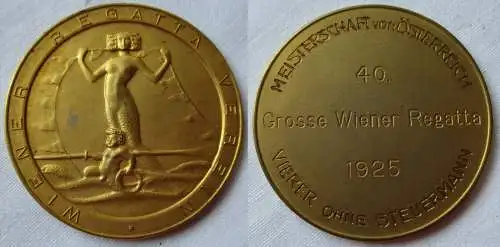 WIENER REGATTA VEREIN
MEISTERSCHAFT VON ÖSTERREICH
40.
Grosse Wiener Regatta
1925
VIERER OHNE STEUERMANN